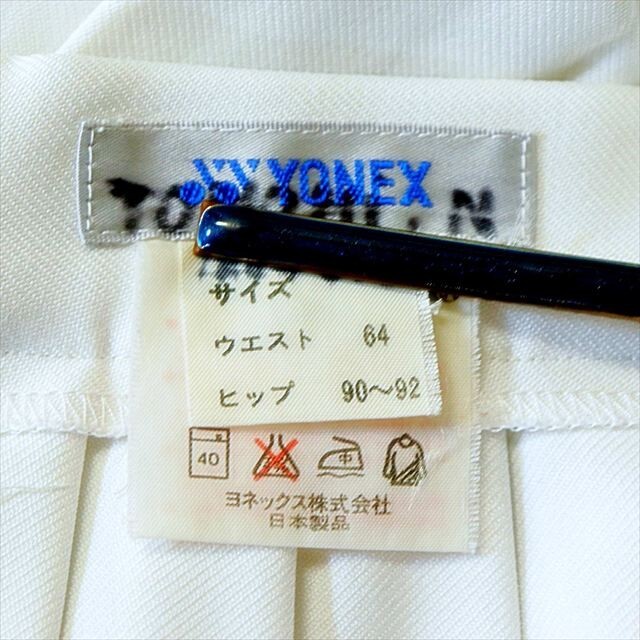 YONEX
サイズ
ウエスト 64
ヒップ 90〜92
40 中
ヨネックス株式会社
日本製品